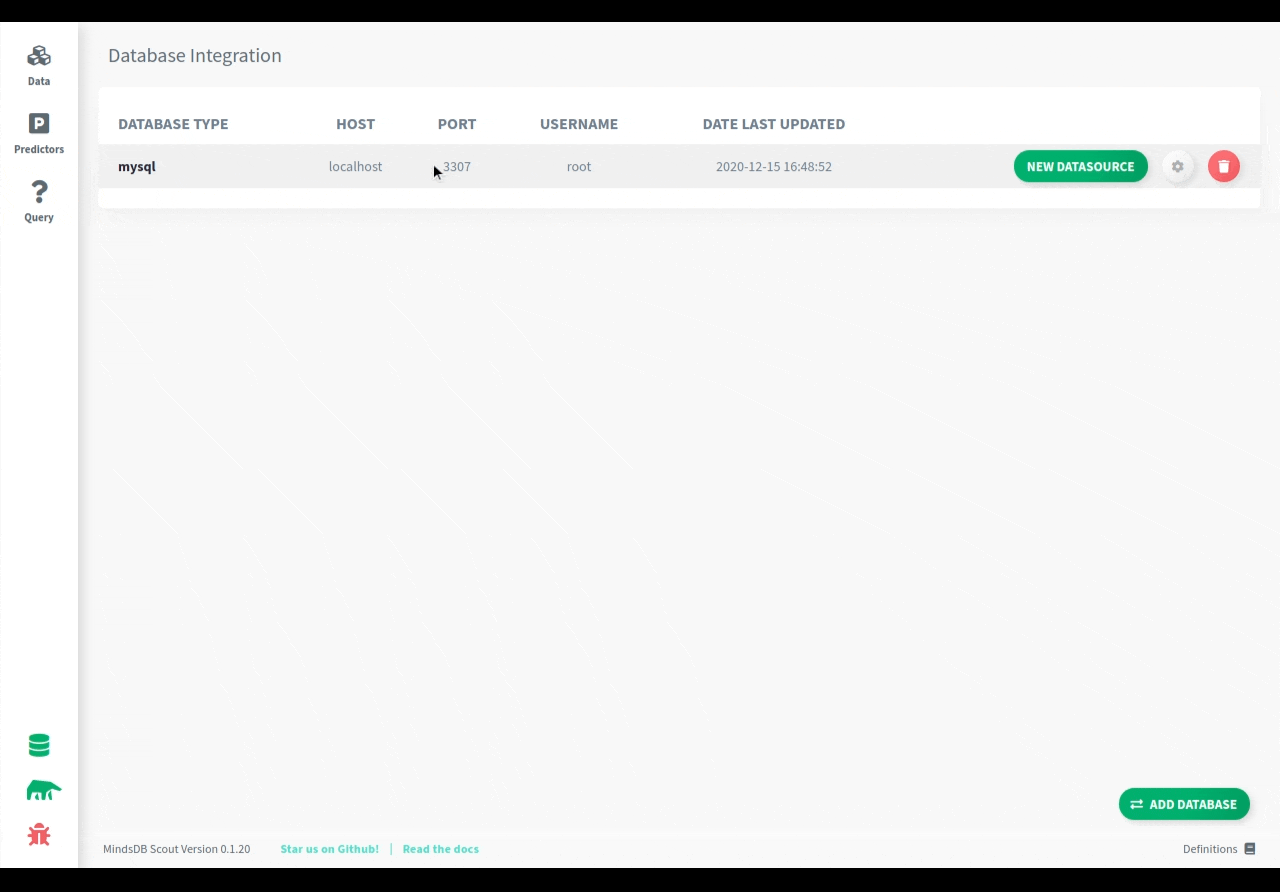 Data
Predictors
Query
Database Integration
DATABASE TYPE HOST PORT USERNAME DATE LAST UPDATED
mysql localhost 3307 root 2020-12-15 16:48:52 NEW DATASOURCE
ADD DATABASE
MindsDB Scout Version 0.1.20 Star us on Github! | Read the docs Definitions